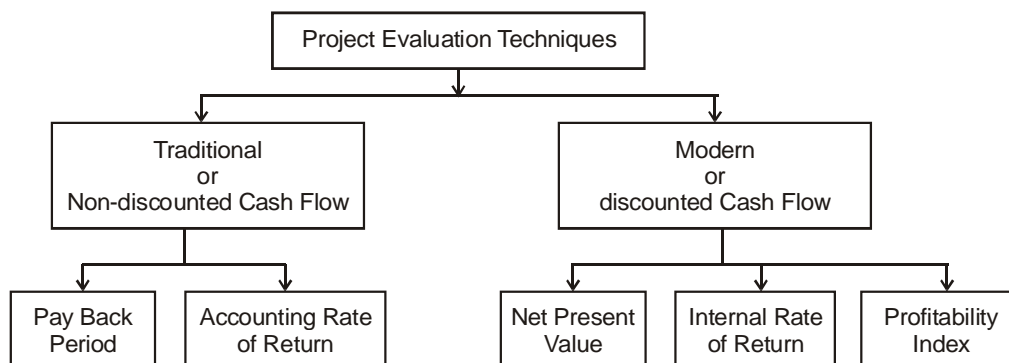 Project Evaluation Techniques
Traditional
or
Non-discounted Cash Flow
Modern
or
discounted Cash Flow
Pay Back
Period
Accounting Rate
of Return
Net Present
Value
Internal Rate
of Return
Profitability
Index